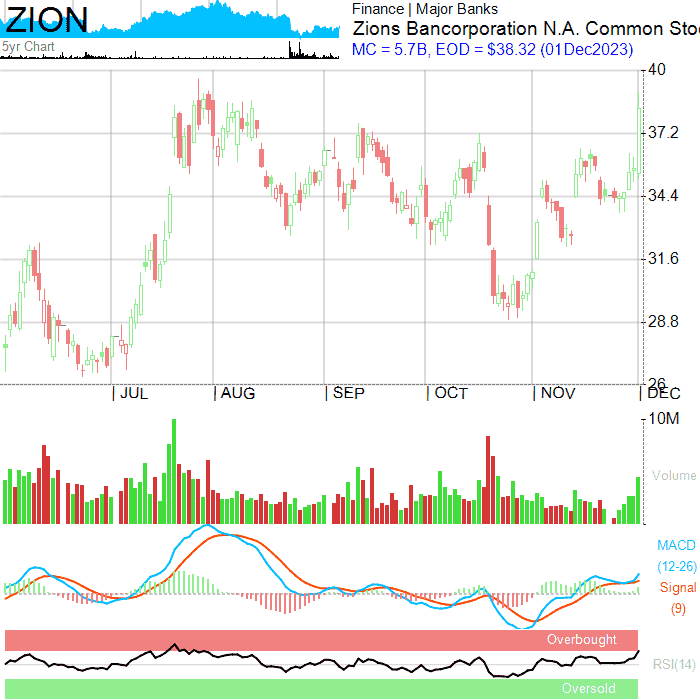 ZION
5yr Chart
Finance | Major Banks
Zions Bancorporation N.A. Common Sto
MC = 5.7B, EOD = $38.32 (01Dec2023)
40
37.2
34.4
31.6
28.8
26
JUL AUG SEP OCT NOV DEC
10M
Volume
MACD
(12-26)
Signal
(9)
Overbought
RSI(14)
Oversold